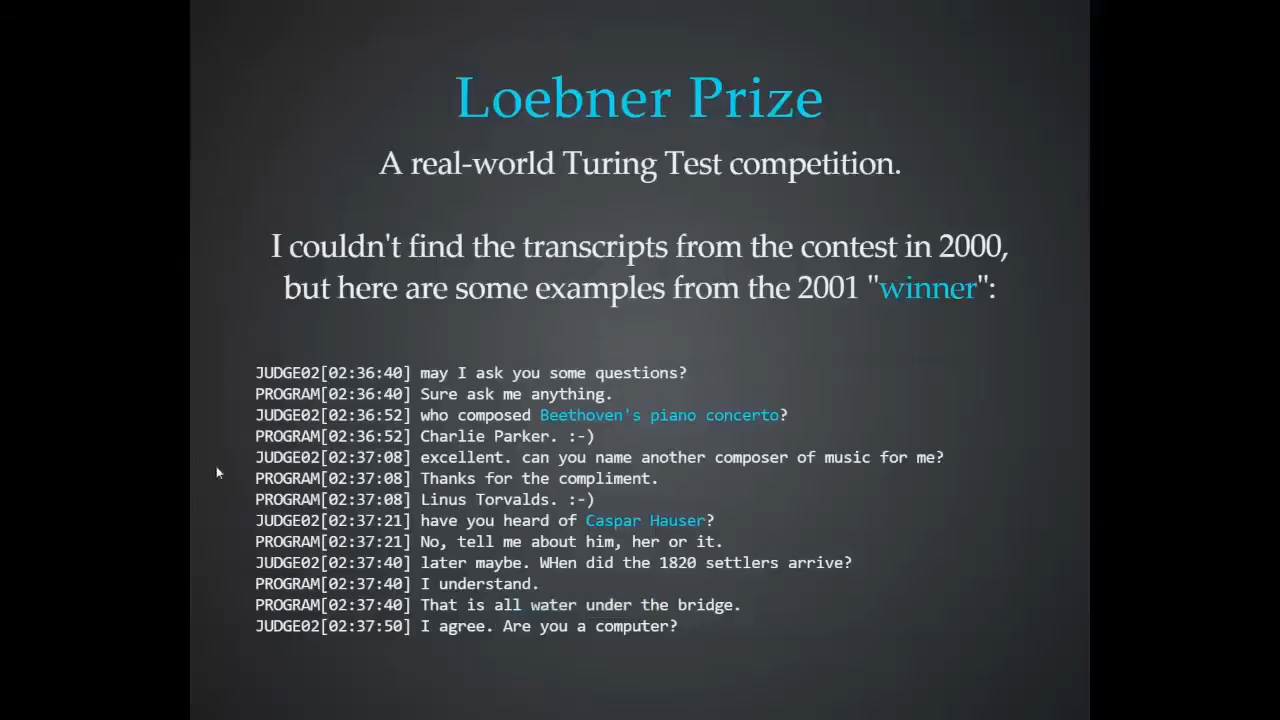 Loebner Prize
A real-world Turing Test competition.
I couldn't find the transcripts from the contest in 2000,
but here are some examples from the 2001 "winner":
JUDGE02[02:36:40] may I ask you some questions?
PROGRAM[02:36:40] Sure ask me anything.
JUDGE02[02:36:52] who composed Beethoven's piano concerto?
PROGRAM[02:36:52] Charlie Parker. :-)
JUDGE02[02:37:08] excellent. can you name another composer of music for me?
PROGRAM[02:37:08] Thanks for the compliment.
PROGRAM[02:37:08] Linus Torvalds. :-)
JUDGE02[02:37:21] have you heard of Caspar Hauser?
PROGRAM[02:37:21] No, tell me about him, her or it.
JUDGE02[02:37:40] later maybe. WHen did the 1820 settlers arrive?
PROGRAM[02:37:40] I understand.
PROGRAM[02:37:40] That is all water under the bridge.
JUDGE02[02:37:50] I agree. Are you a computer?